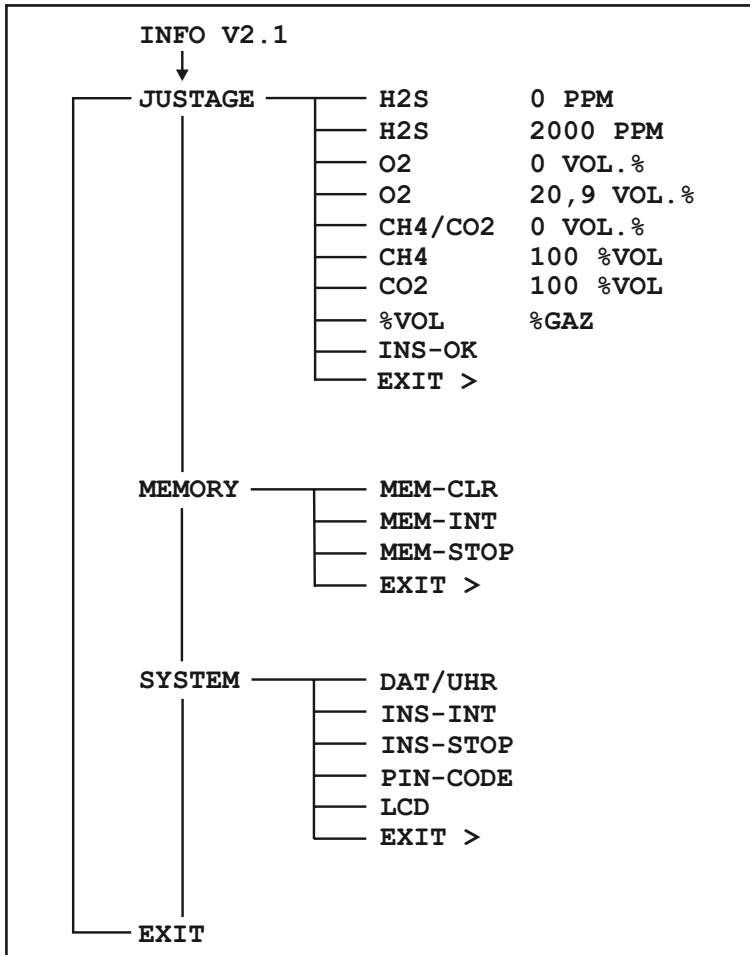 INFO V2.1
JUSTAGE H2S 0 PPM
H2S 2000 PPM
O2 0 VOL.%
O2 20,9 VOL.%
CH4/CO2 0 VOL.%
CH4 100 %VOL
CO2 100 %VOL
%VOL %GAZ
INS-OK
EXIT >
MEMORY MEM-CLR
MEM-INT
MEM-STOP
EXIT >
SYSTEM DAT/UHR
INS-INT
INS-STOP
PIN-CODE
LCD
EXIT >
EXIT